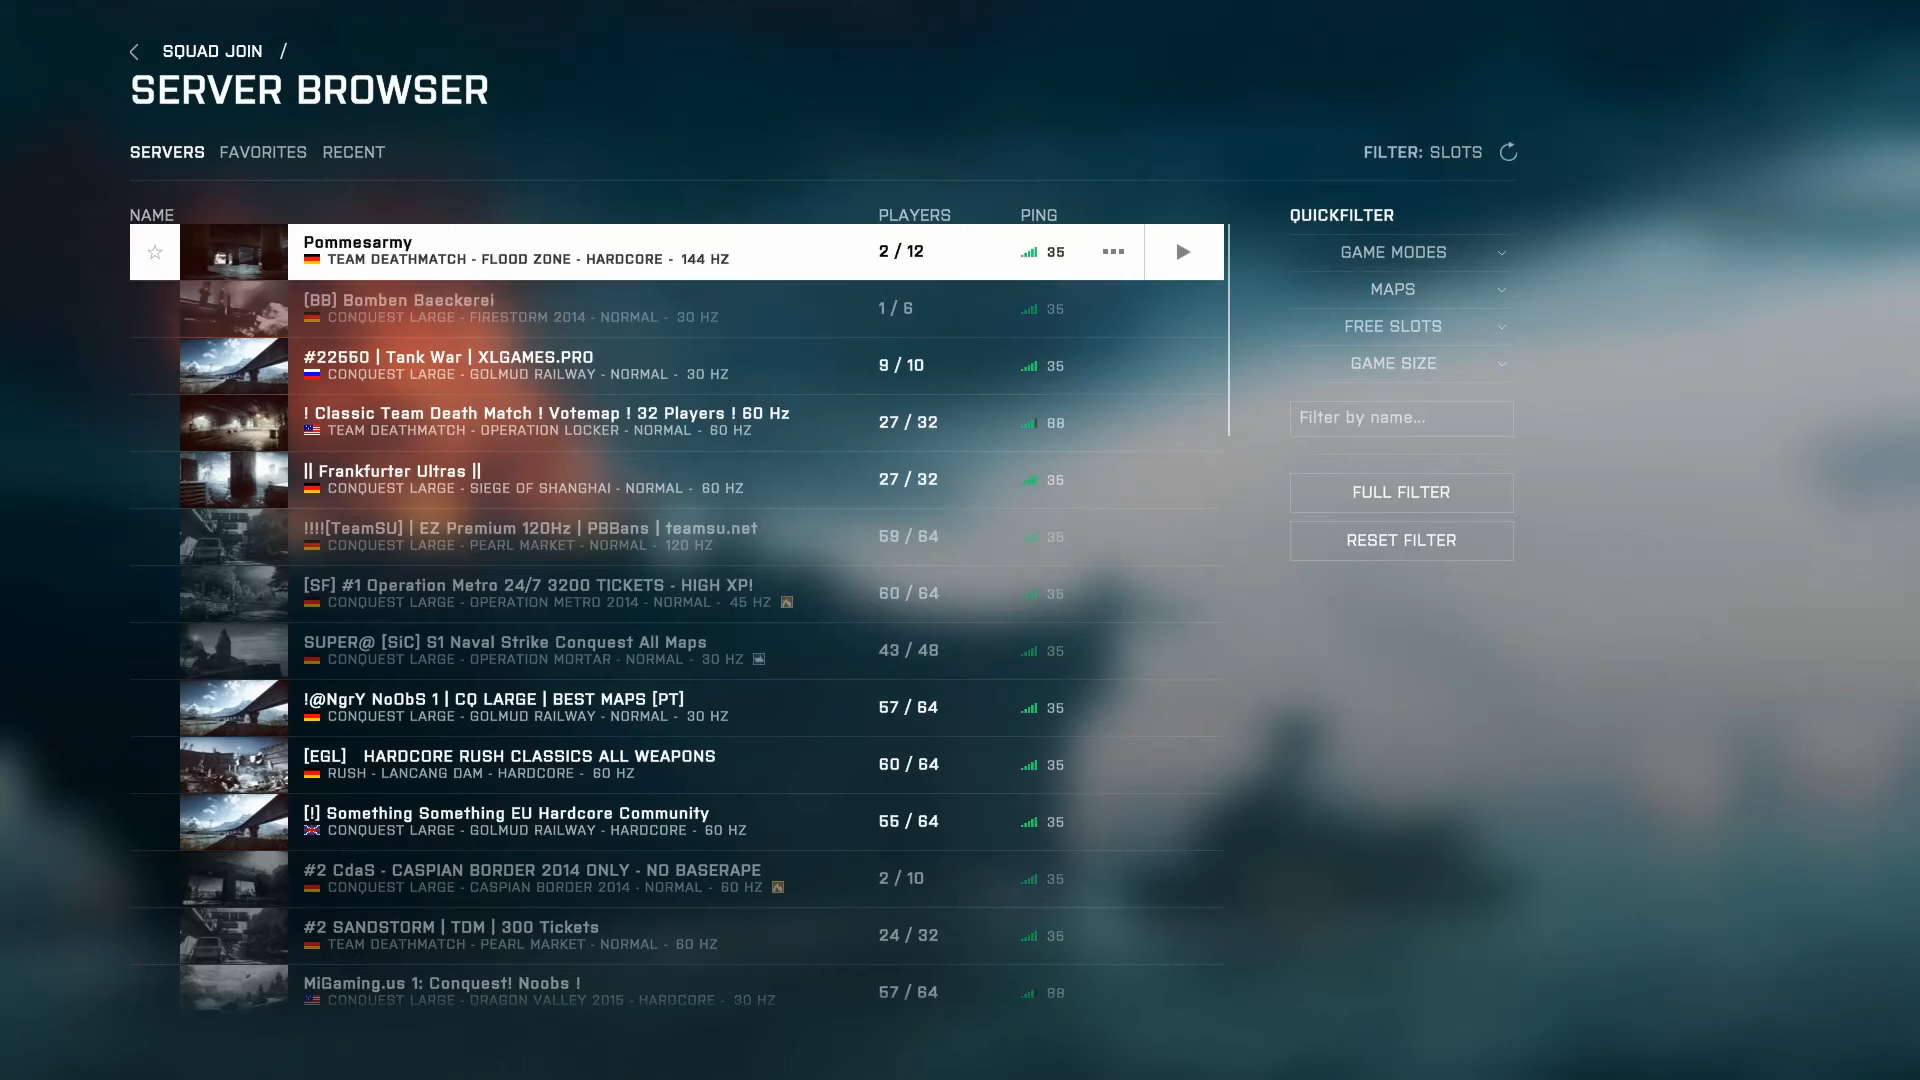 SQUAD JOIN /
SERVER BROWSER
SERVERS FAVORITES RECENT
FILTER: SLOTS
NAME PLAYERS PING
Pommesarmy
TEAM DEATHMATCH - FLOOD ZONE - HARDCORE - 144 HZ
2 / 12 35
[BB] Bomben Baeckerei
CONQUEST LARGE - FIRESTORM 2014 - NORMAL - 30 HZ
1 / 6 35
#22550 | Tank War | XLGAMES.PRO
CONQUEST LARGE - GOLMUD RAILWAY - NORMAL - 30 HZ
9 / 10 35
! Classic Team Death Match ! Votemap ! 32 Players ! 60 Hz
TEAM DEATHMATCH - OPERATION LOCKER - NORMAL - 60 HZ
27 / 32 88
|| Frankfurter Ultras ||
CONQUEST LARGE - SIEGE OF SHANGHAI - NORMAL - 60 HZ
27 / 32 35
!!!![TeamSU] | EZ Premium 120Hz | PBBans | teamsu.net
CONQUEST LARGE - PEARL MARKET - NORMAL - 120 HZ
59 / 64 35
[SF] #1 Operation Metro 24/7 3200 TICKETS - HIGH XP!
CONQUEST LARGE - OPERATION METRO 2014 - NORMAL - 45 HZ
60 / 64 35
SUPER@ [SiC] S1 Naval Strike Conquest All Maps
CONQUEST LARGE - OPERATION MORTAR - NORMAL - 30 HZ
43 / 48 35
!@NgrY NoObS 1 | CQ LARGE | BEST MAPS [PT]
CONQUEST LARGE - GOLMUD RAILWAY - NORMAL - 30 HZ
57 / 64 35
[EGL] HARDCORE RUSH CLASSICS ALL WEAPONS
RUSH - LANCANG DAM - HARDCORE - 60 HZ
60 / 64 35
[!] Something Something EU Hardcore Community
CONQUEST LARGE - GOLMUD RAILWAY - HARDCORE - 60 HZ
55 / 64 35
#2 CdaS - CASPIAN BORDER 2014 ONLY - NO BASERAPE
CONQUEST LARGE - CASPIAN BORDER 2014 - NORMAL - 60 HZ
2 / 10 35
#2 SANDSTORM | TDM | 300 Tickets
TEAM DEATHMATCH - PEARL MARKET - NORMAL - 60 HZ
24 / 32 35
MiGaming.us 1: Conquest! Noobs !
CONQUEST LARGE - DRAGON VALLEY 2015 - HARDCORE - 30 HZ
57 / 64 88
QUICKFILTER
GAME MODES
MAPS
FREE SLOTS
GAME SIZE
Filter by name...
FULL FILTER
RESET FILTER